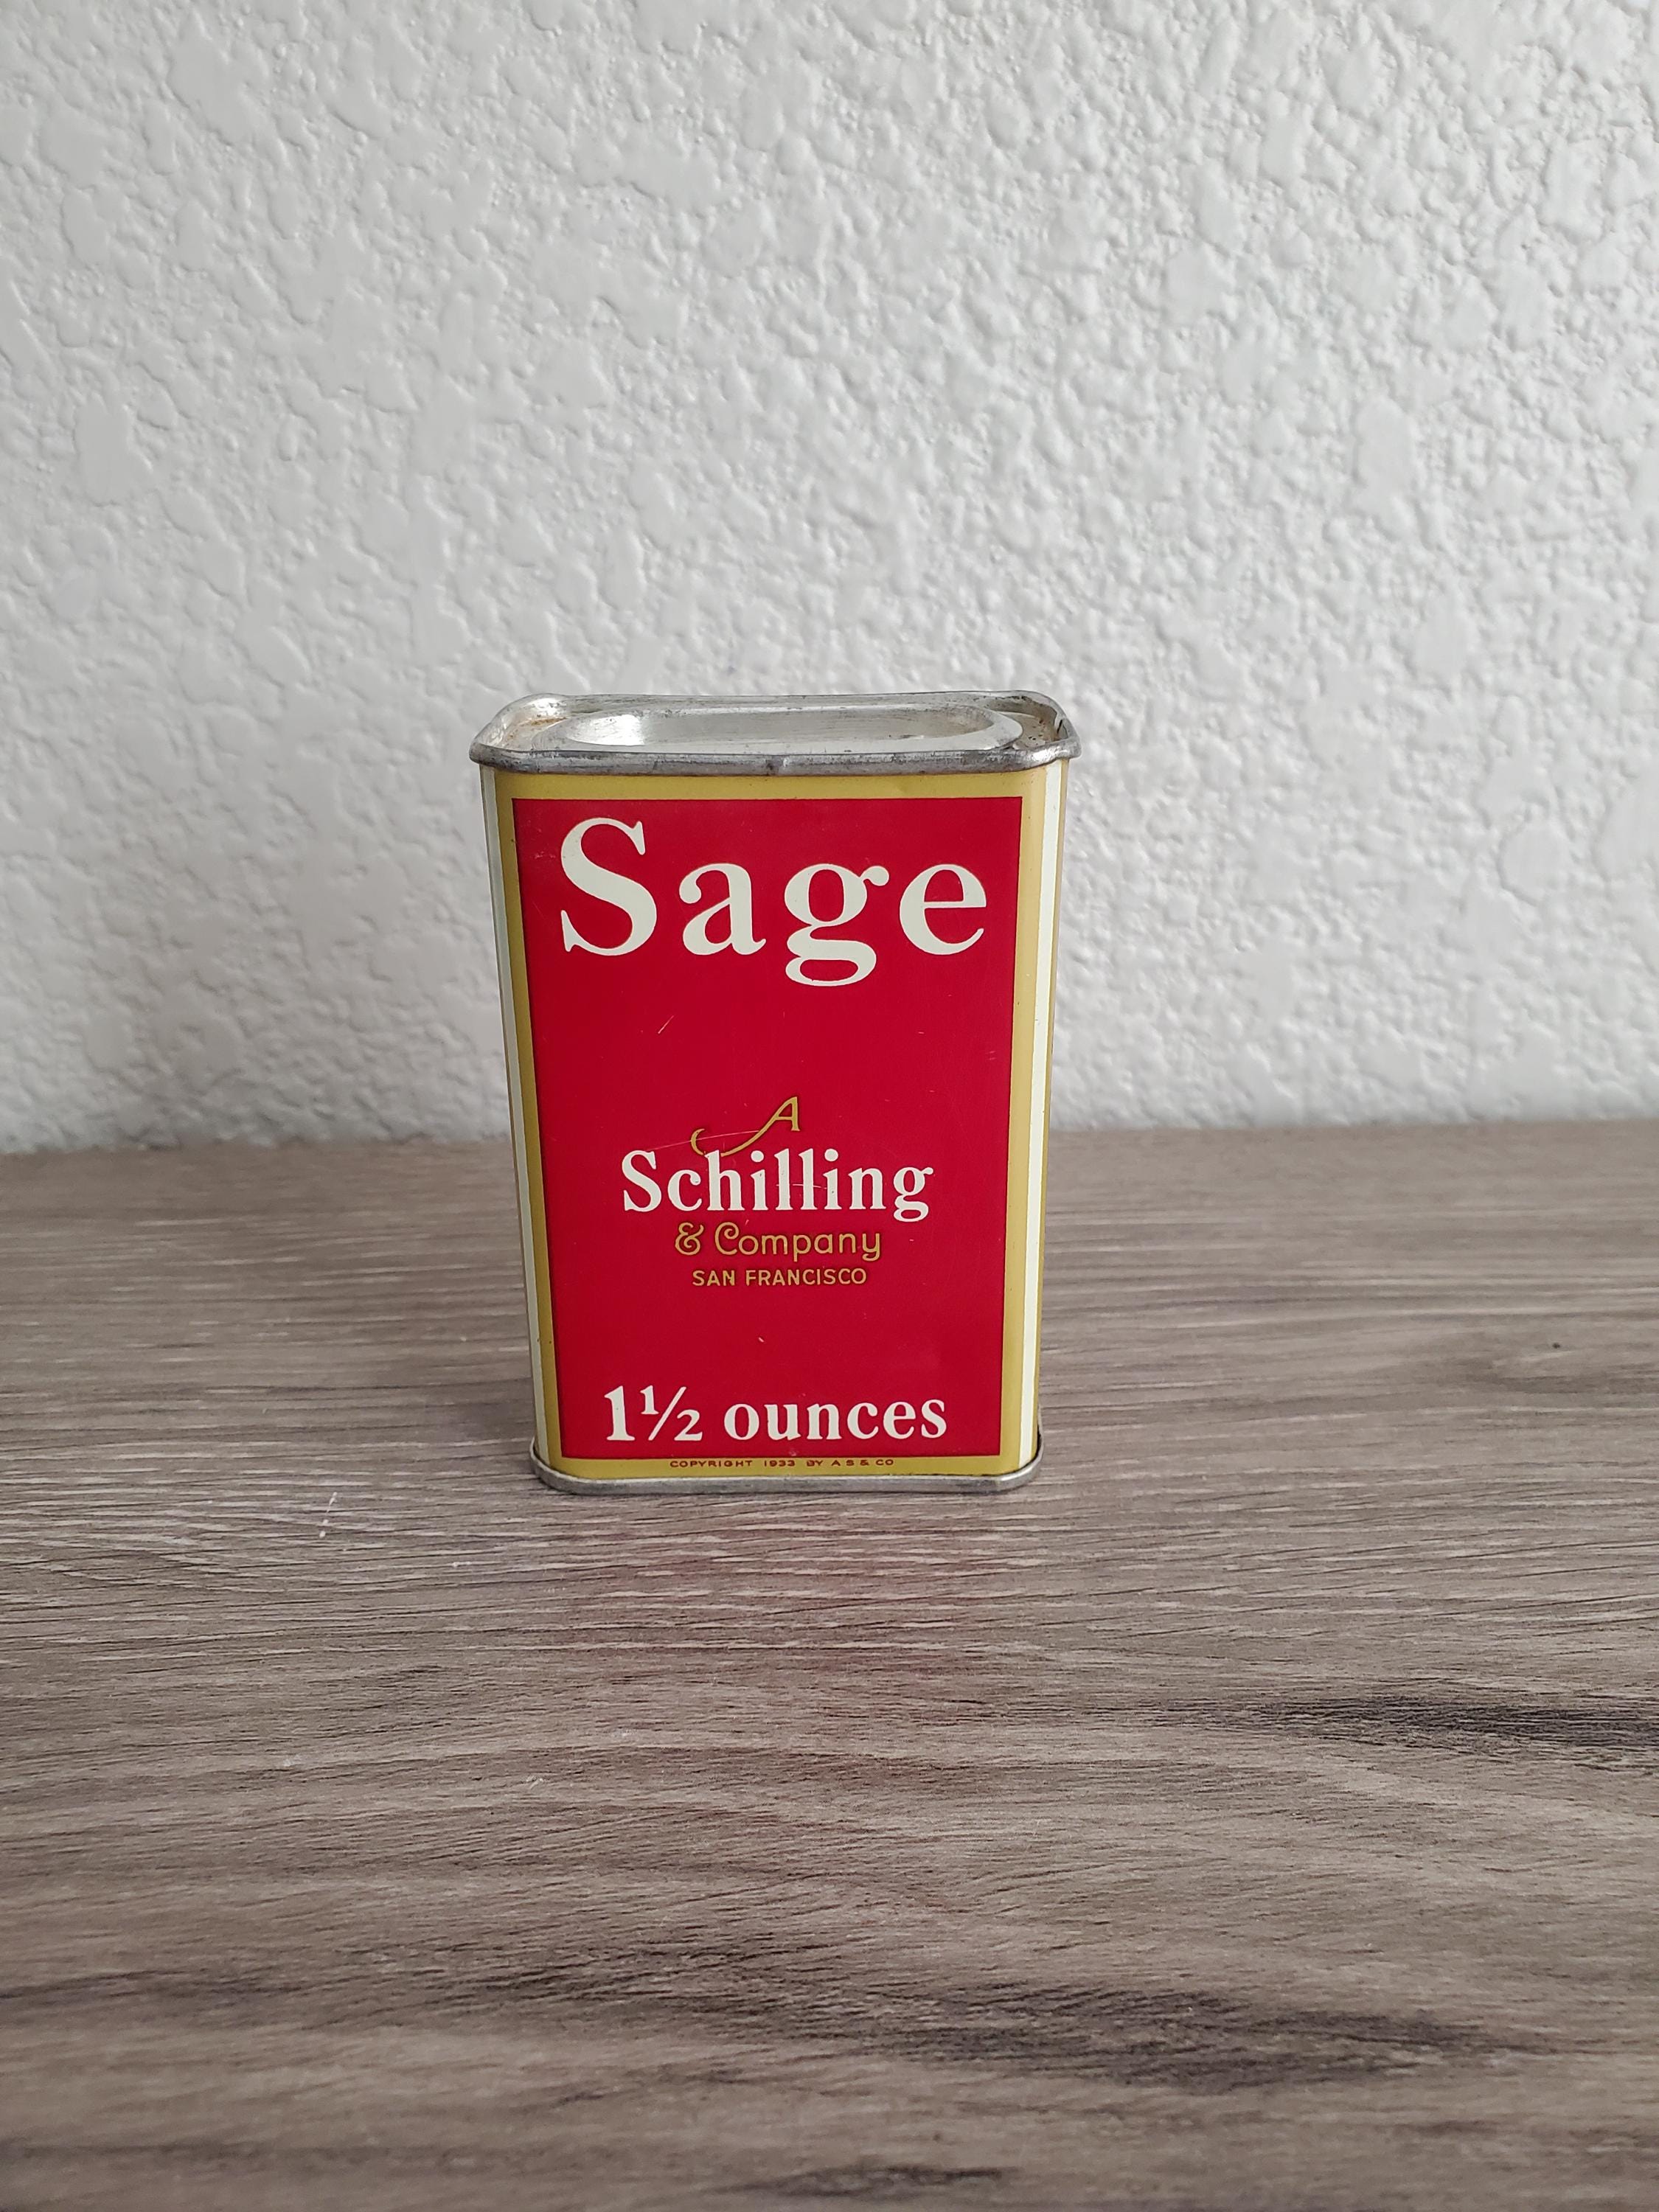 Sage
A
Schilling
& Company
SAN FRANCISCO
1½ ounces
COPYRIGHT 1933 BY A S & CO